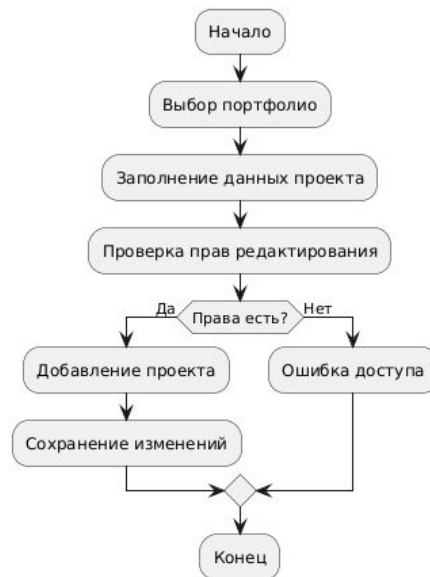 Начало
Выбор портфолио
Заполнение данных проекта
Проверка прав редактирования
Права есть?
Да
Нет
Добавление проекта
Ошибка доступа
Сохранение изменений
Конец